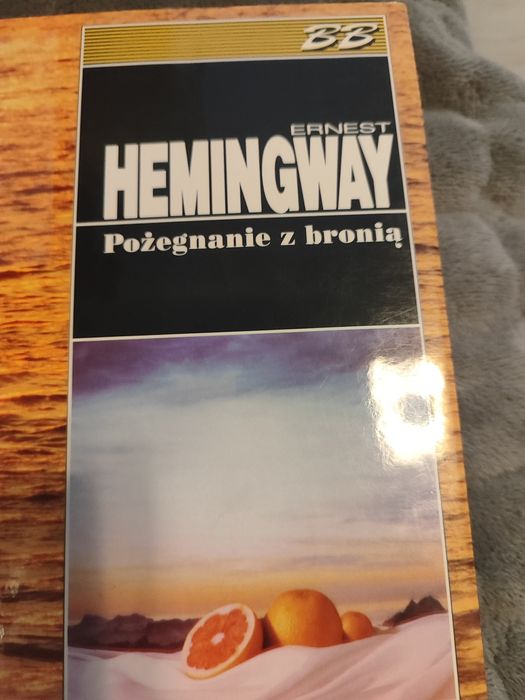 BB
ERNEST
HEMINGWAY
Pożegnanie z bronią